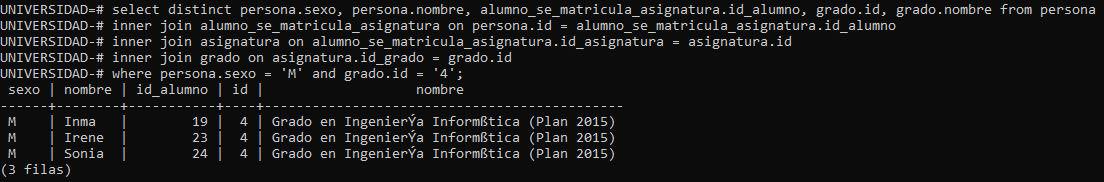 UNIVERSIDAD=# select distinct persona.sexo, persona.nombre, alumno_se_matricula_asignatura.id_alumno, grado.id, grado.nombre from persona
UNIVERSIDAD-# inner join alumno_se_matricula_asignatura on persona.id = alumno_se_matricula_asignatura.id_alumno
UNIVERSIDAD-# inner join asignatura on alumno_se_matricula_asignatura.id_asignatura = asignatura.id
UNIVERSIDAD-# inner join grado on asignatura.id_grado = grado.id
UNIVERSIDAD-# where persona.sexo = 'M' and grado.id = '4';
 sexo | nombre | id_alumno | id |                   nombre
------+--------+-----------+----+---------------------------------------------
 M    | Inma   |        19 |  4 | Grado en IngenierÝa Informßtica (Plan 2015)
 M    | Irene  |        23 |  4 | Grado en IngenierÝa Informßtica (Plan 2015)
 M    | Sonia  |        24 |  4 | Grado en IngenierÝa Informßtica (Plan 2015)
(3 filas)